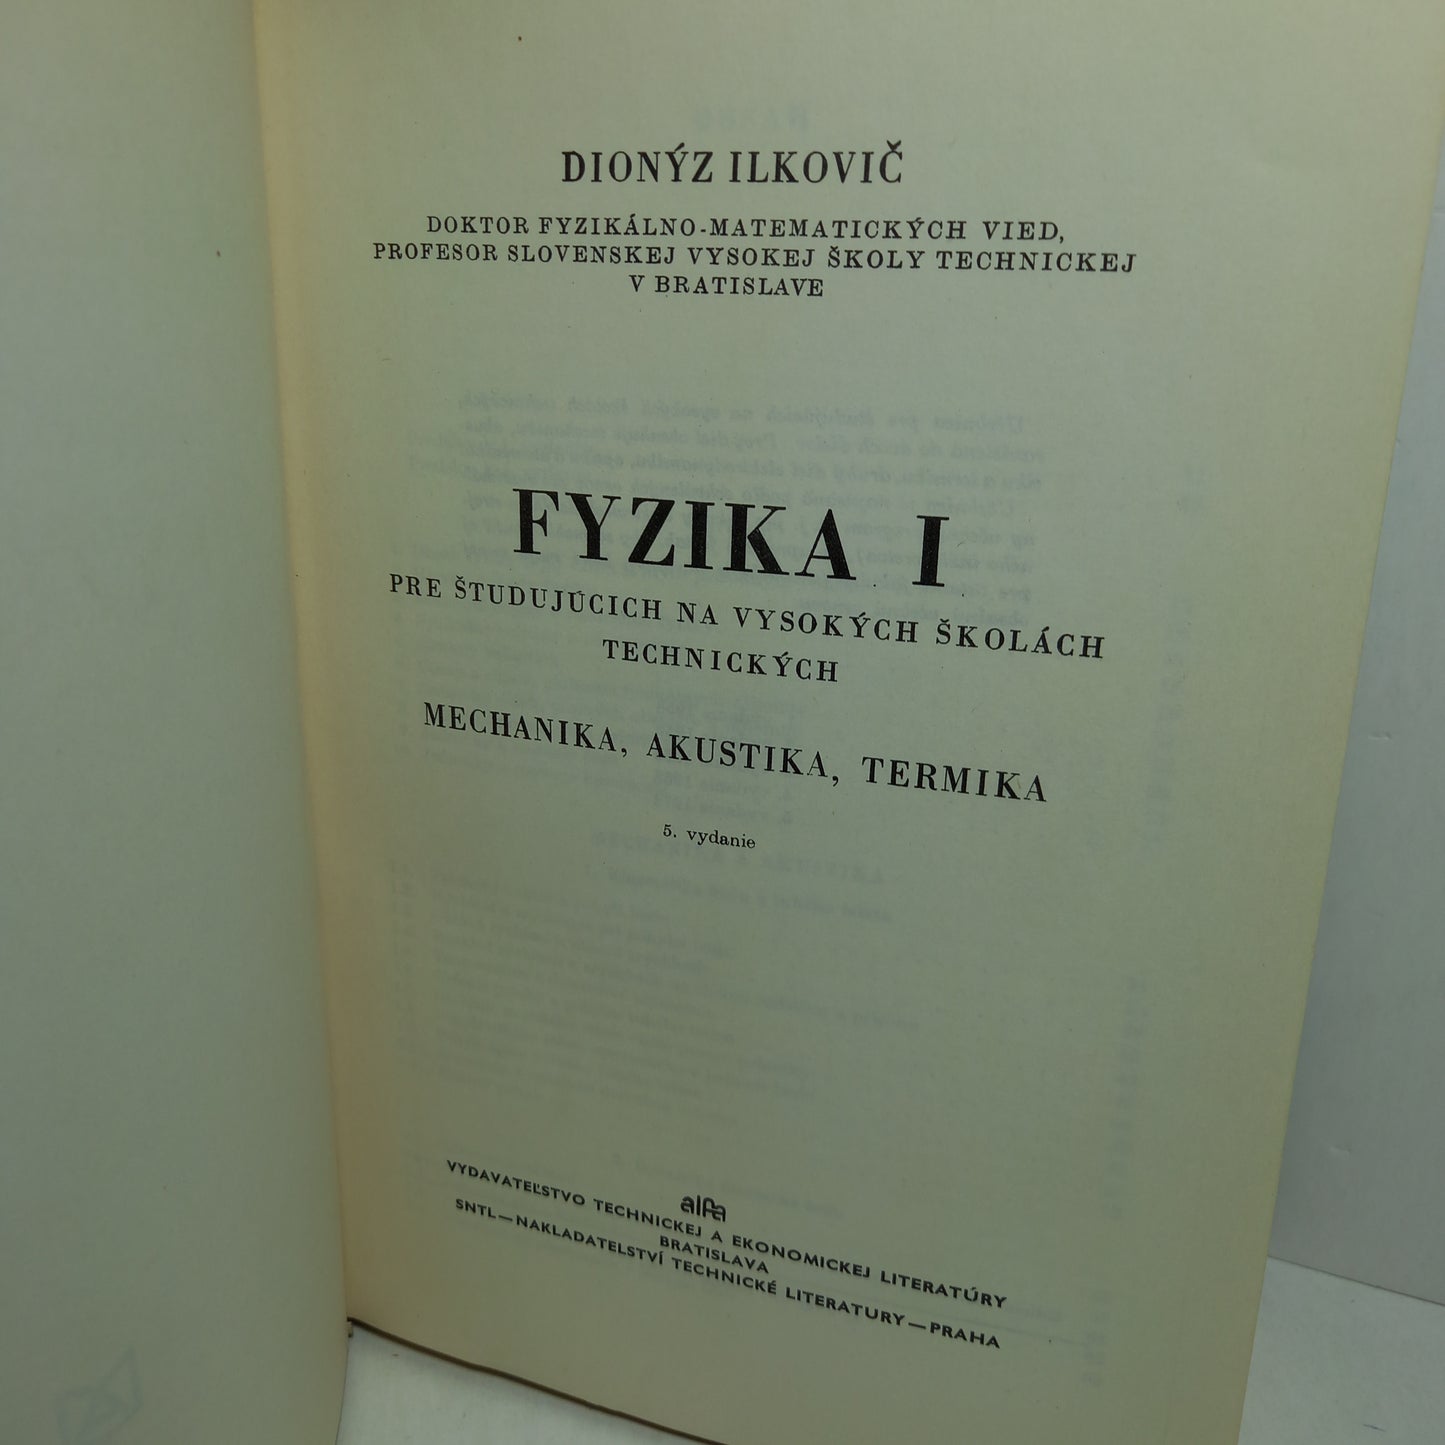 DIONÝZ ILKOVIČ
DOKTOR FYZIKÁLNO-MATEMATICKÝCH VIED,
PROFESOR SLOVENSKEJ VYSOKEJ ŠKOLY TECHNICKEJ
V BRATISLAVE
FYZIKA I
PRE ŠTUDUJÚCICH NA VYSOKÝCH ŠKOLÁCH
TECHNICKÝCH
MECHANIKA, AKUSTIKA, TERMIKA
5. vydanie
alfa
VYDAVATEĽSTVO TECHNICKEJ A EKONOMICKEJ LITERATÚRY
BRATISLAVA
SNTL—NAKLADATELSTVÍ TECHNICKÉ LITERATURY—PRAHA